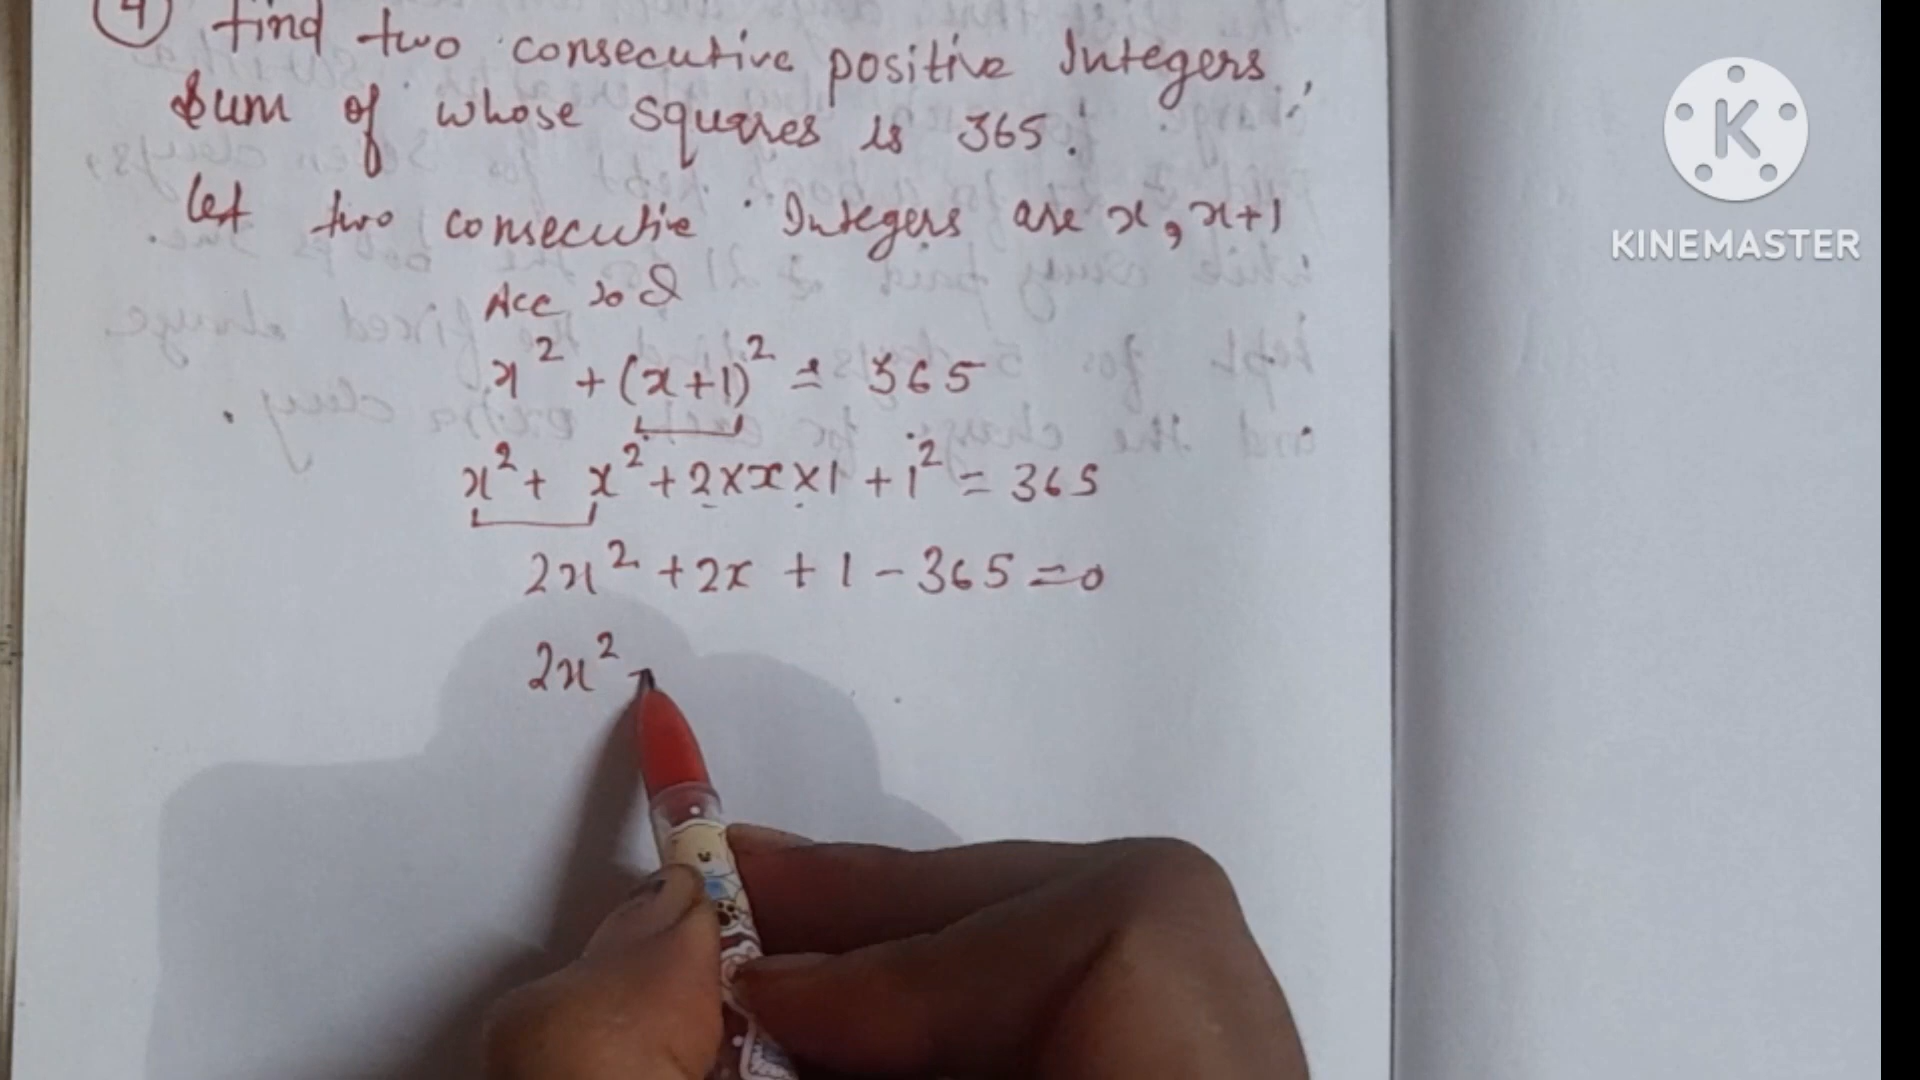 4 Find two consecutive positive Integers,
Sum of whose squares is 365.
let two consecutive Integers are x, x+1
Acc to Q
x² + (x+1)² = 365
x² + x² + 2×x×1 + 1² = 365
2x² + 2x + 1 - 365 = 0
2x²
K
KINEMASTER